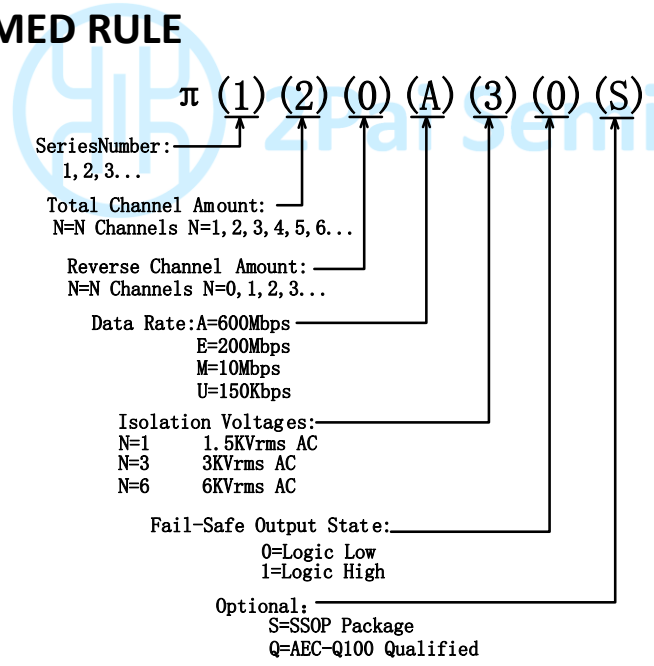 MED RULE
2Pai Semi
π (1) (2) (0) (A) (3) (0) (S)
SeriesNumber:
1, 2, 3...
Total Channel Amount:
N=N Channels N=1, 2, 3, 4, 5, 6...
Reverse Channel Amount:
N=N Channels N=0, 1, 2, 3...
Data Rate:A=600Mbps
E=200Mbps
M=10Mbps
U=150Kbps
Isolation Voltages:
N=1 1.5KVrms AC
N=3 3KVrms AC
N=6 6KVrms AC
Fail-Safe Output State:
0=Logic Low
1=Logic High
Optional:
S=SSOP Package
Q=AEC-Q100 Qualified